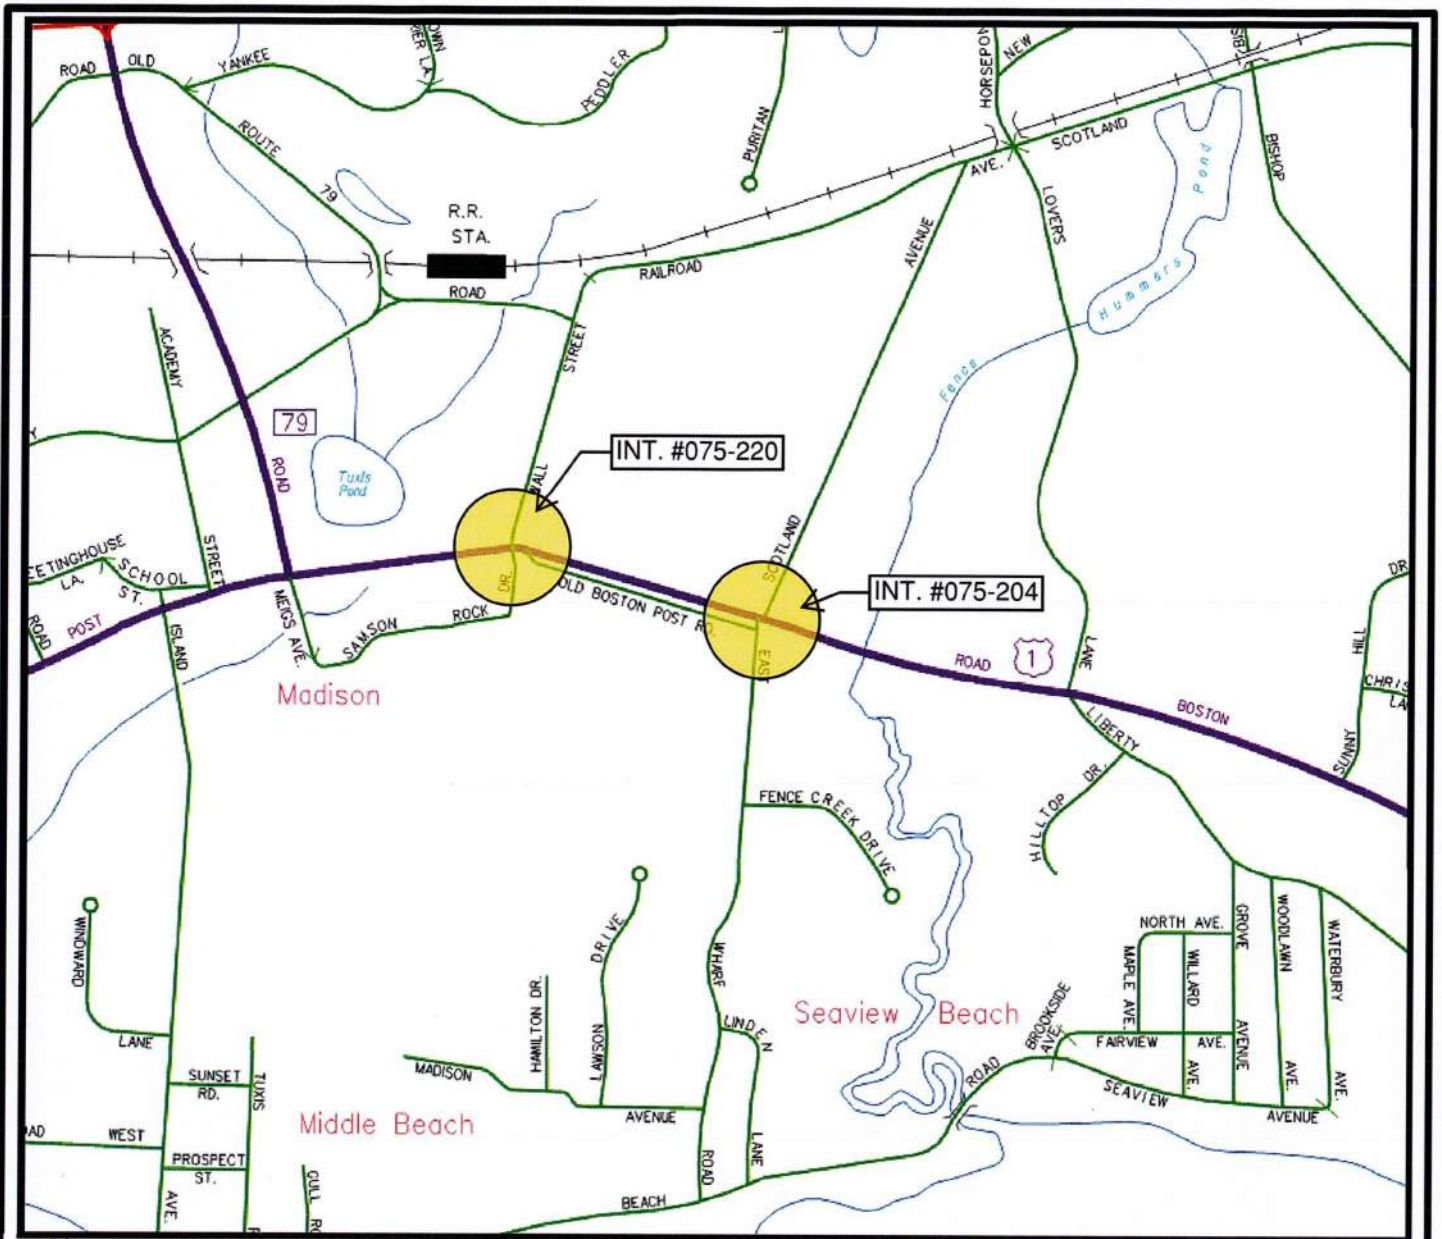 ROAD OLD
YANKEE
PEDDLER
ROUTE
79
PURITAN
HORSEPON
NEW
SCOTLAND
AVE.
BISHOP
LOVERS
Hummers Pond
R.R.
STA.
ROAD
RAILROAD
AVENUE
STREET
ACADEMY
79
ROAD
Tuxis
Pond
Fence
INT. #075-220
INT. #075-204
SCOTLAND
EETINGHOUSE
LA.
SCHOOL
ST.
STREET
POST
ROAD
ISLAND
MEIGS AVE.
SAMSON ROCK DR.
OLD BOSTON POST RD.
EAST
Madison
ROAD
1
LANE
BOSTON
LIBERTY
DR.
HILL
CHRIS
LA
SUNNY
HILLTOP DR.
FENCE CREEK DRIVE
WINDWARD
LANE
SUNSET
RD.
TUXIS
WEST
PROSPECT
ST.
AVE.
GULL
Middle Beach
MADISON
HAMILTON DR.
LAWSON
DRIVE
AVENUE
WHARF
ROAD
LINDEN
LANE
BEACH
ROAD
Seaview Beach
BROOKSIDE
AVE.
NORTH AVE.
MAPLE AVE.
WILLARD
AVE.
FAIRVIEW AVE.
GROVE
AVENUE
WOODLAWN
AVE.
WATERBURY
AVE.
SEAVIEW
AVENUE